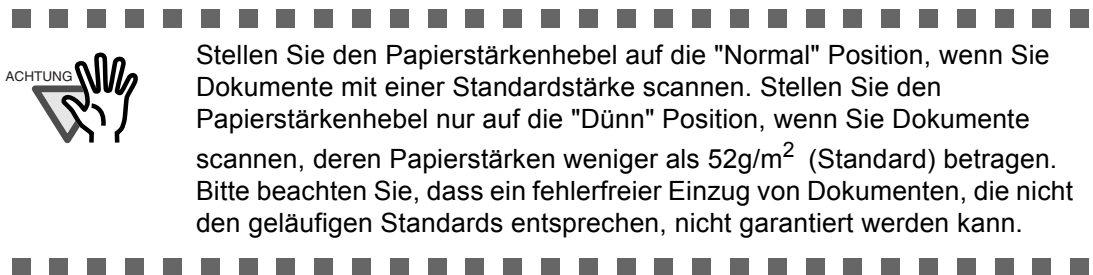 ACHTUNG
Stellen Sie den Papierstärkenhebel auf die "Normal" Position, wenn Sie
Dokumente mit einer Standardstärke scannen. Stellen Sie den
Papierstärkenhebel nur auf die "Dünn" Position, wenn Sie Dokumente
scannen, deren Papierstärken weniger als 52g/m² (Standard) betragen.
Bitte beachten Sie, dass ein fehlerfreier Einzug von Dokumenten, die nicht
den geläufigen Standards entsprechen, nicht garantiert werden kann.